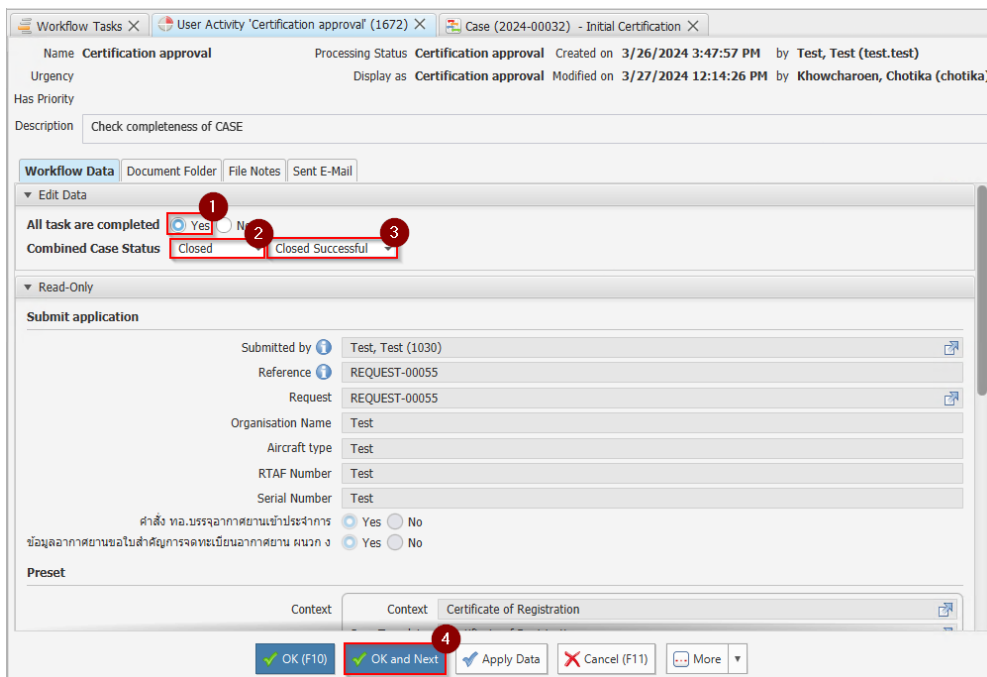 Workflow Tasks User Activity 'Certification approval' (1672) Case (2024-00032) - Initial Certification
Name Certification approval Processing Status Certification approval Created on 3/26/2024 3:47:57 PM by Test, Test (test.test)
Urgency Display as Certification approval Modified on 3/27/2024 12:14:26 PM by Khowcharoen, Chotika (chotika)
Has Priority
Description Check completeness of CASE
Workflow Data Document Folder File Notes Sent E-Mail
Edit Data
1
All task are completed Yes No
2 3
Combined Case Status Closed Closed Successful
Read-Only
Submit application
Submitted by Test, Test (1030)
Reference REQUEST-00055
Request REQUEST-00055
Organisation Name Test
Aircraft type Test
RTAF Number Test
Serial Number Test
คำสั่ง ทอ.บรรจุอากาศยานเข้าประจำการ Yes No
ข้อมูลอากาศยานขอใบสำคัญการจดทะเบียนอากาศยาน ผนวก ง Yes No
Preset
Context Context Certificate of Registration
4
OK (F10) OK and Next Apply Data Cancel (F11) More